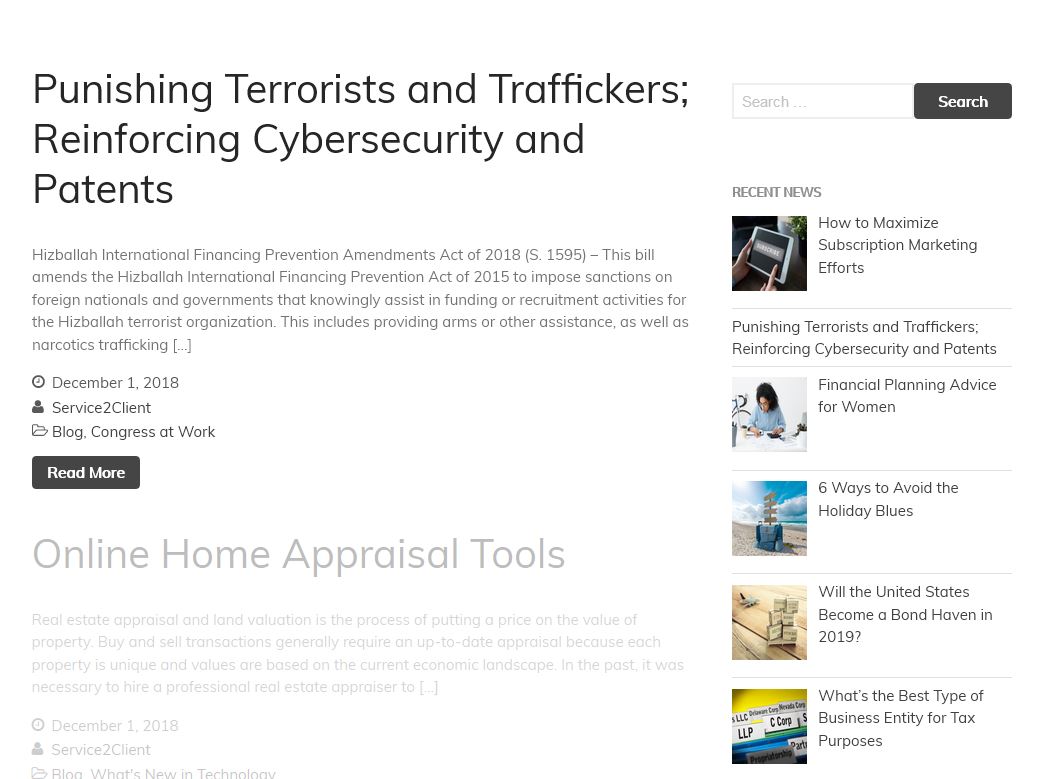 Punishing Terrorists and Traffickers;
Reinforcing Cybersecurity and
Patents
Hizballah International Financing Prevention Amendments Act of 2018 (S. 1595) – This bill
amends the Hizballah International Financing Prevention Act of 2015 to impose sanctions on
foreign nationals and governments that knowingly assist in funding or recruitment activities for
the Hizballah terrorist organization. This includes providing arms or other assistance, as well as
narcotics trafficking [...]
December 1, 2018
Service2Client
Blog, Congress at Work
Read More
Online Home Appraisal Tools
Real estate appraisal and land valuation is the process of putting a price on the value of
property. Buy and sell transactions generally require an up-to-date appraisal because each
property is unique and values are based on the current economic landscape. In the past, it was
necessary to hire a professional real estate appraiser to [...]
December 1, 2018
Service2Client
Blog, What's New in Technology
Search …
Search
RECENT NEWS
SUBSCRIBE
How to Maximize
Subscription Marketing
Efforts
Punishing Terrorists and Traffickers;
Reinforcing Cybersecurity and Patents
Financial Planning Advice
for Women
6 Ways to Avoid the
Holiday Blues
Will the United States
Become a Bond Haven in
2019?
LLC
Delaware Corp
Nevada Corp
C Corp
LLP
Proprietorship
What's the Best Type of
Business Entity for Tax
Purposes